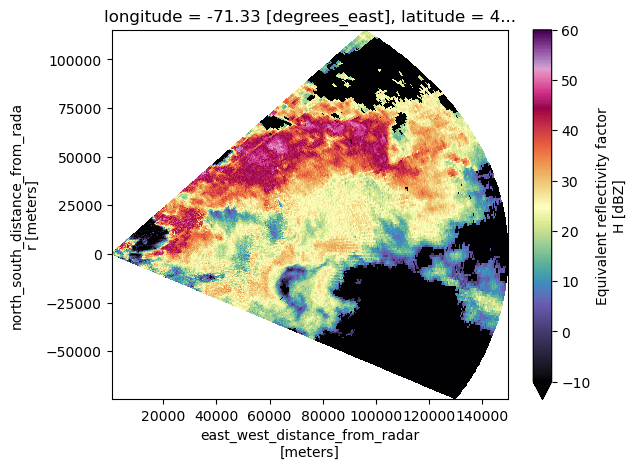 longitude = -71.33 [degrees_east], latitude = 4...
100000
75000
50000
25000
0
−25000
−50000
north_south_distance_from_rada
r [meters]
20000 40000 60000 80000 100000 120000 140000
east_west_distance_from_radar
[meters]
60
50
40
30
20
10
0
−10
Equivalent reflectivity factor
H [dBZ]